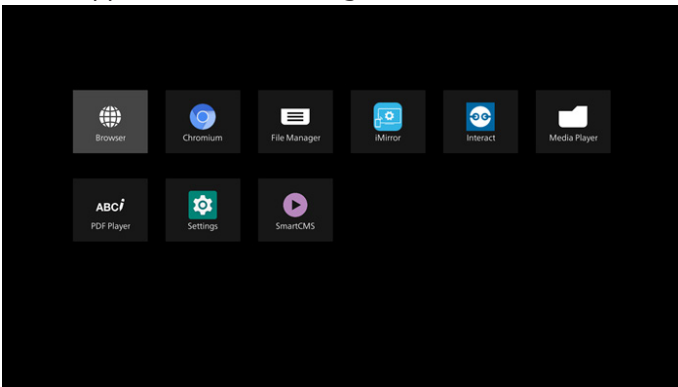 Browser
Chromium
File Manager
iMirror
Interact
Media Player
ABCi
PDF Player
Settings
SmartCMS